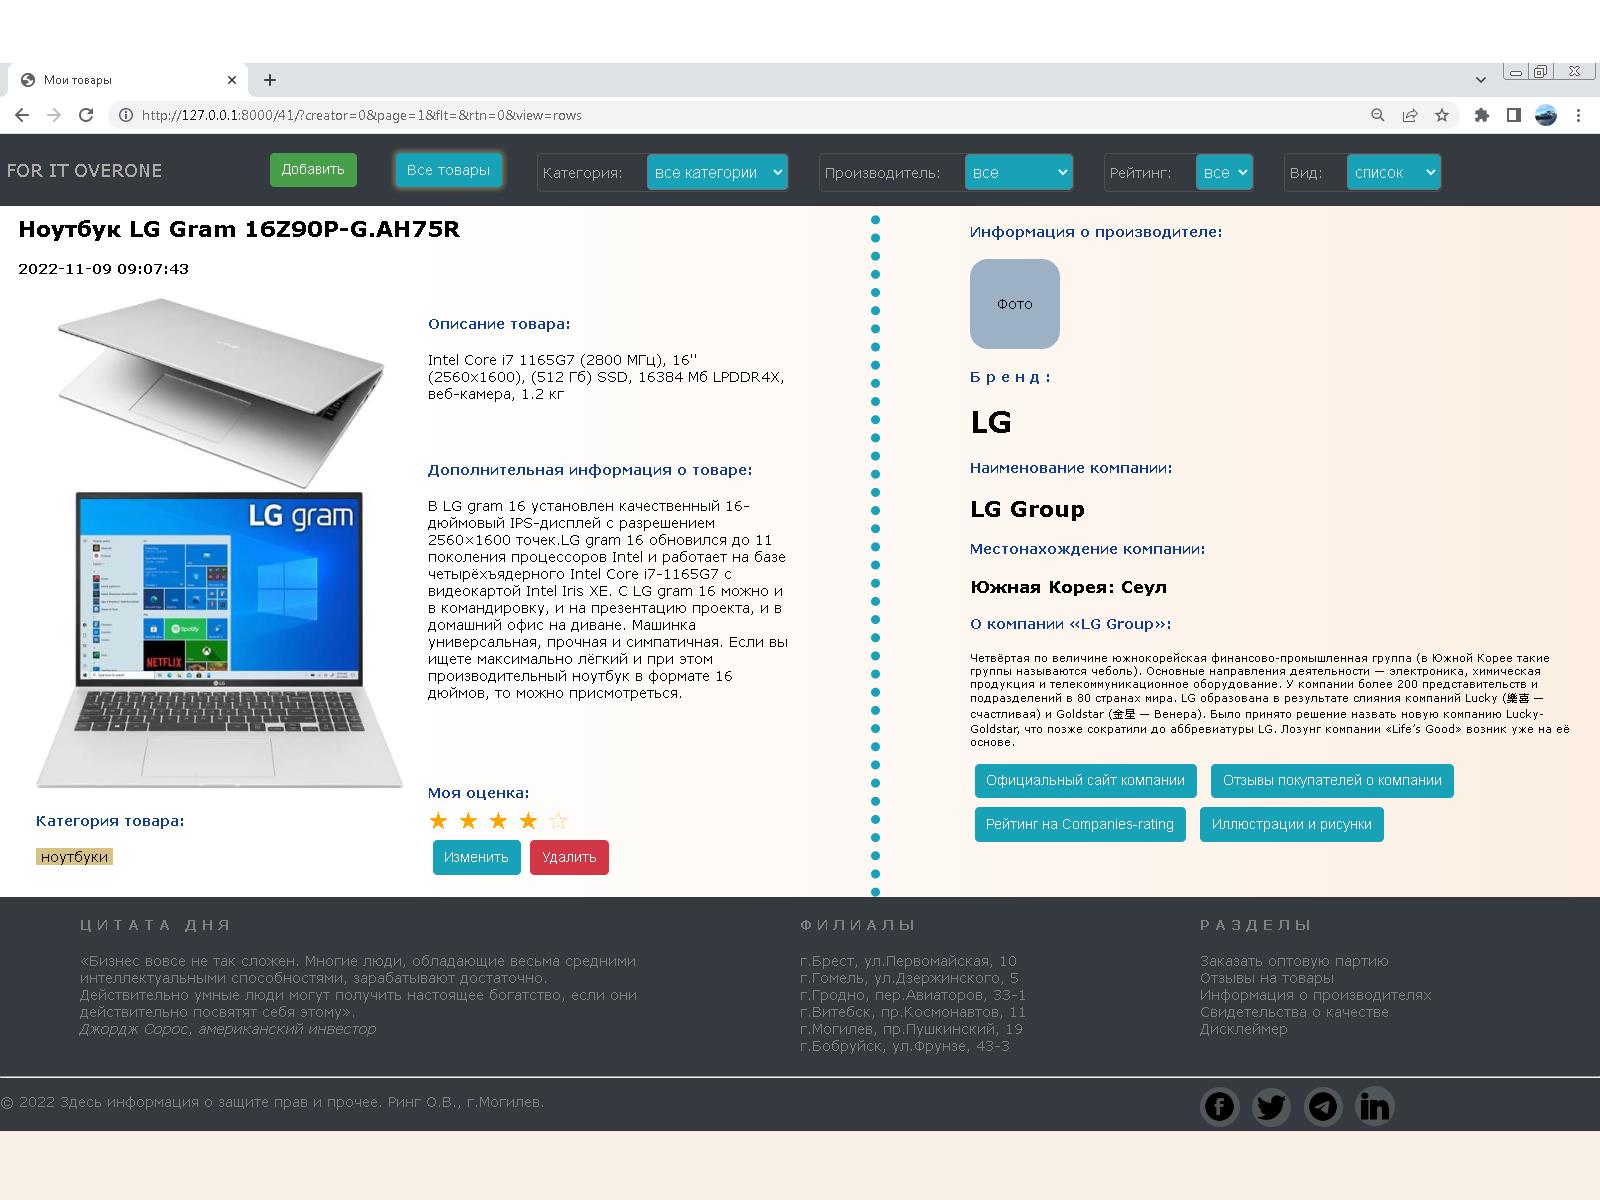 Мои товары
http://127.0.0.1:8000/41/?creator=0&page=1&flt=&rtn=0&view=rows
FOR IT OVERONE
Добавить
Все товары
Категория:
все категории
Производитель:
все
Рейтинг:
все
Вид:
список
Ноутбук LG Gram 16Z90P-G.AH75R
2022-11-09 09:07:43
Описание товара:
Intel Core i7 1165G7 (2800 МГц), 16''
(2560x1600), (512 Гб) SSD, 16384 Мб LPDDR4X,
веб-камера, 1.2 кг
Дополнительная информация о товаре:
В LG gram 16 установлен качественный 16-
дюймовый IPS-дисплей с разрешением
2560×1600 точек.LG gram 16 обновился до 11
поколения процессоров Intel и работает на базе
четырёхъядерного Intel Core i7-1165G7 с
видеокартой Intel Iris XE. С LG gram 16 можно и
в командировку, и на презентацию проекта, и в
домашний офис на диване. Машинка
универсальная, прочная и симпатичная. Если вы
ищете максимально лёгкий и при этом
производительный ноутбук в формате 16
дюймов, то можно присмотреться.
LG gram
Spotify
NETFLIX
LG
Моя оценка:
★ ★ ★ ★ ☆
Изменить
Удалить
Категория товара:
ноутбуки
Информация о производителе:
Фото
Бренд:
LG
Наименование компании:
LG Group
Местонахождение компании:
Южная Корея: Сеул
О компании «LG Group»:
Четвёртая по величине южнокорейская финансово-промышленная группа (в Южной Корее такие
группы называются чеболь). Основные направления деятельности — электроника, химическая
продукция и телекоммуникационное оборудование. У компании более 200 представительств и
подразделений в 80 странах мира. LG образована в результате слияния компаний Lucky (樂喜 —
счастливая) и Goldstar (金星 — Венера). Было принято решение назвать новую компанию Lucky-
Goldstar, что позже сократили до аббревиатуры LG. Лозунг компании «Life’s Good» возник уже на её
основе.
Официальный сайт компании
Отзывы покупателей о компании
Рейтинг на Companies-rating
Иллюстрации и рисунки
ЦИТАТА ДНЯ
«Бизнес вовсе не так сложен. Многие люди, обладающие весьма средними
интеллектуальными способностями, зарабатывают достаточно.
Действительно умные люди могут получить настоящее богатство, если они
действительно посвятят себя этому».
Джордж Сорос, американский инвестор
ФИЛИАЛЫ
г.Брест, ул.Первомайская, 10
г.Гомель, ул.Дзержинского, 5
г.Гродно, пер.Авиаторов, 33-1
г.Витебск, пр.Космонавтов, 11
г.Могилев, пр.Пушкинский, 19
г.Бобруйск, ул.Фрунзе, 43-3
РАЗДЕЛЫ
Заказать оптовую партию
Отзывы на товары
Информация о производителях
Свидетельства о качестве
Дисклеймер
© 2022 Здесь информация о защите прав и прочее. Ринг О.В., г.Могилев.